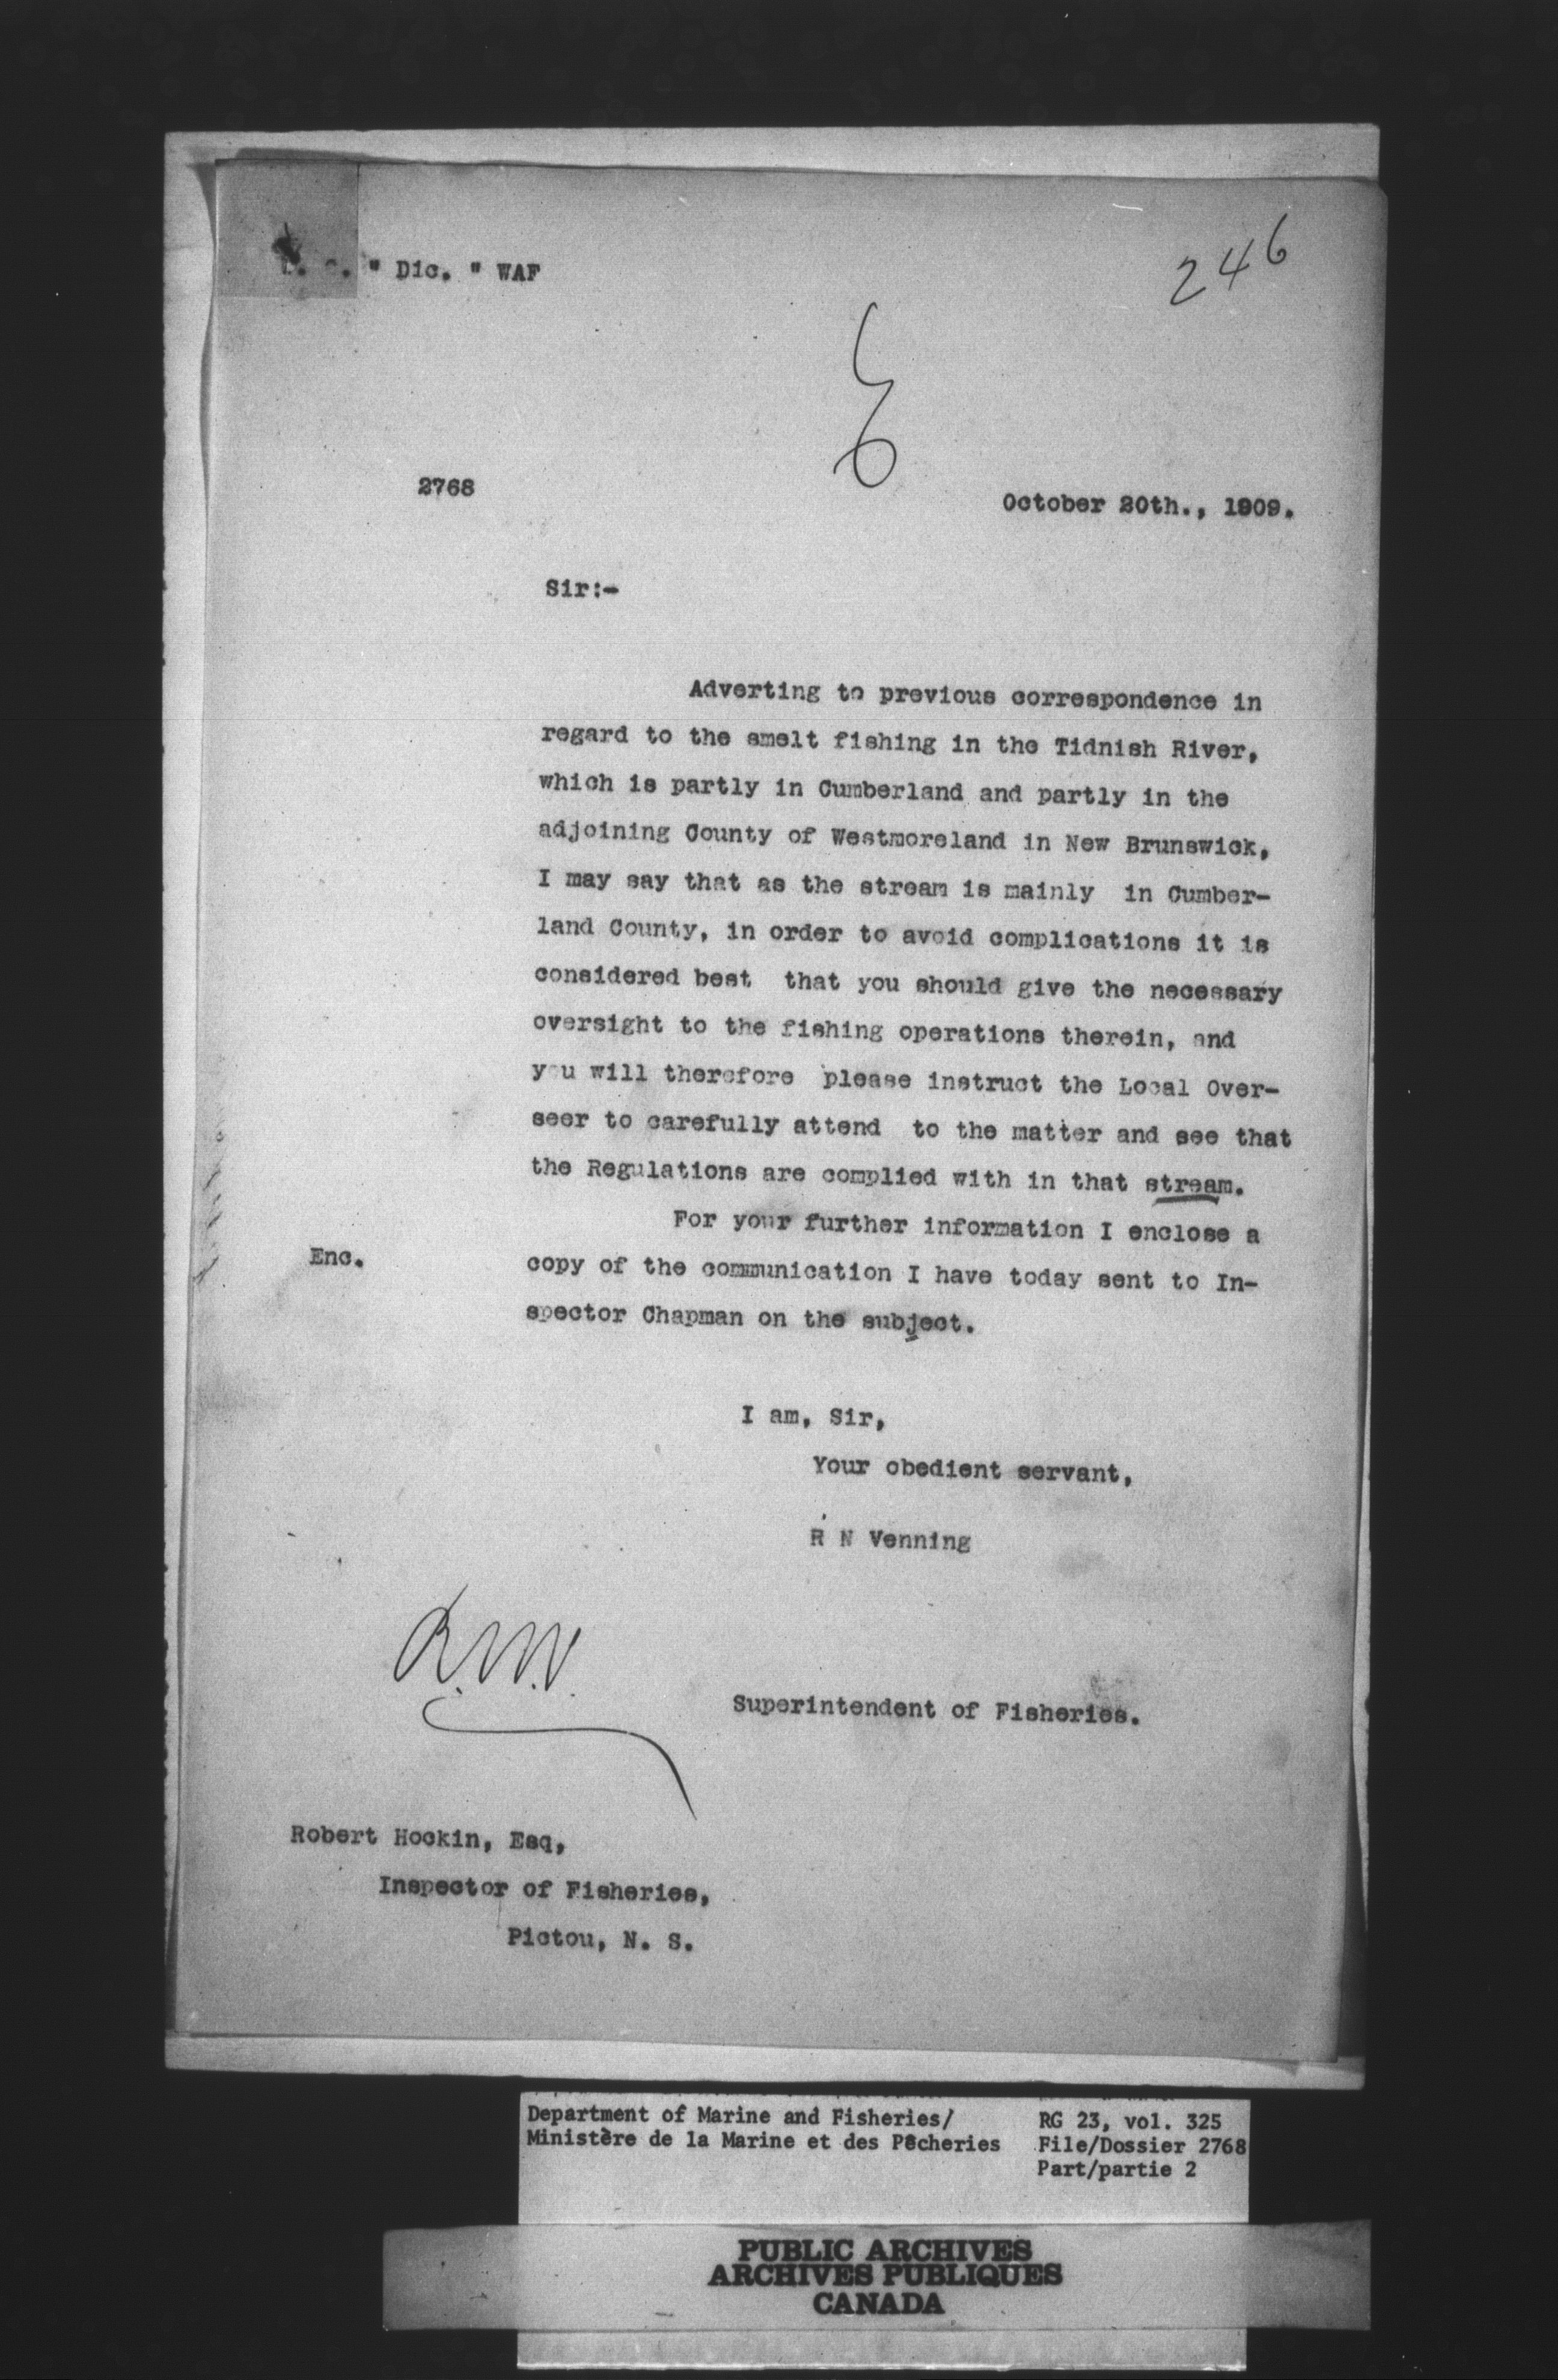 " Dic. " WAF
246
2768
October 20th., 1909.
Sir:-
Adverting to previous correspondence in
regard to the smelt fishing in the Tidnish River,
which is partly in Cumberland and partly in the
adjoining County of Westmoreland in New Brunswick,
I may say that as the stream is mainly in Cumber-
land County, in order to avoid complications it is
considered best that you should give the necessary
oversight to the fishing operations therein, and
you will therefore please instruct the Local Over-
seer to carefully attend to the matter and see that
the Regulations are complied with in that stream.
For your further information I enclose a
Enc.
copy of the communication I have today sent to In-
spector Chapman on the subject.
I am, Sir,
Your obedient servant,
R N Venning
R.N.V.
Superintendent of Fisheries.
Robert Hockin, Esq,
Inspector of Fisheries,
Pictou, N. S.
Department of Marine and Fisheries/
Ministère de la Marine et des Pêcheries
RG 23, vol. 325
File/Dossier 2768
Part/partie 2
PUBLIC ARCHIVES
ARCHIVES PUBLIQUES
CANADA